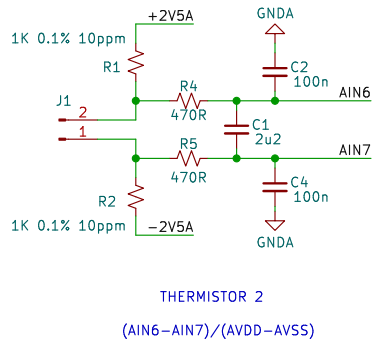 GNDA
+2V5A
1K 0.1% 10ppm
R1
C2
100n
J1
R4
AIN6
2
470R
C1
2u2
1
R5
AIN7
470R
C4
100n
R2
1K 0.1% 10ppm
-2V5A
GNDA
THERMISTOR 2
(AIN6-AIN7)/(AVDD-AVSS)